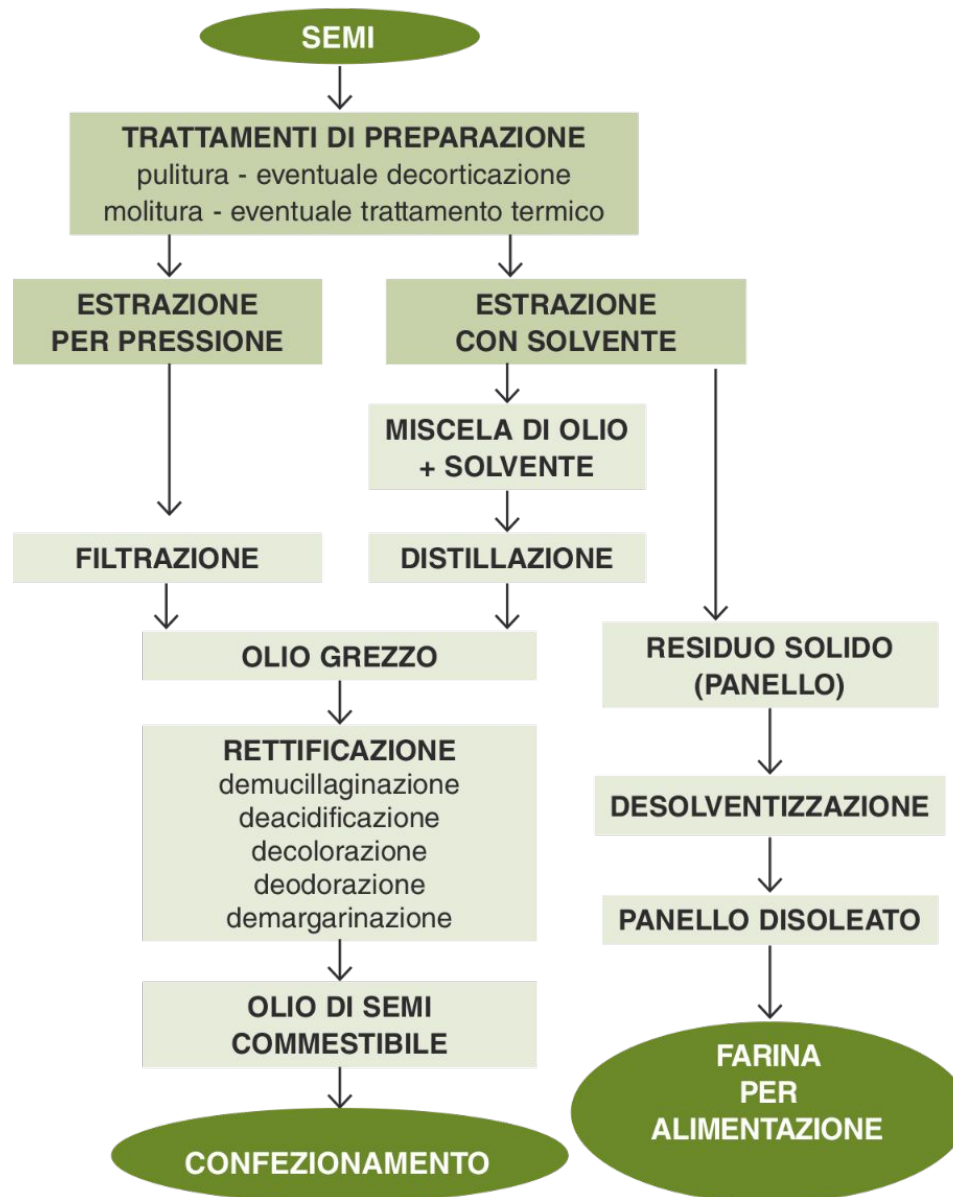 SEMI
TRATTAMENTI DI PREPARAZIONE
pulitura - eventuale decorticazione
molitura - eventuale trattamento termico
ESTRAZIONE
PER PRESSIONE
ESTRAZIONE
CON SOLVENTE
MISCELA DI OLIO
+ SOLVENTE
FILTRAZIONE
DISTILLAZIONE
OLIO GREZZO
RESIDUO SOLIDO
(PANELLO)
RETTIFICAZIONE
demucillaginazione
deacidificazione
decolorazione
deodorazione
demargarinazione
DESOLVENTIZZAZIONE
PANELLO DISOLEATO
OLIO DI SEMI
COMMESTIBILE
FARINA
PER
ALIMENTAZIONE
CONFEZIONAMENTO